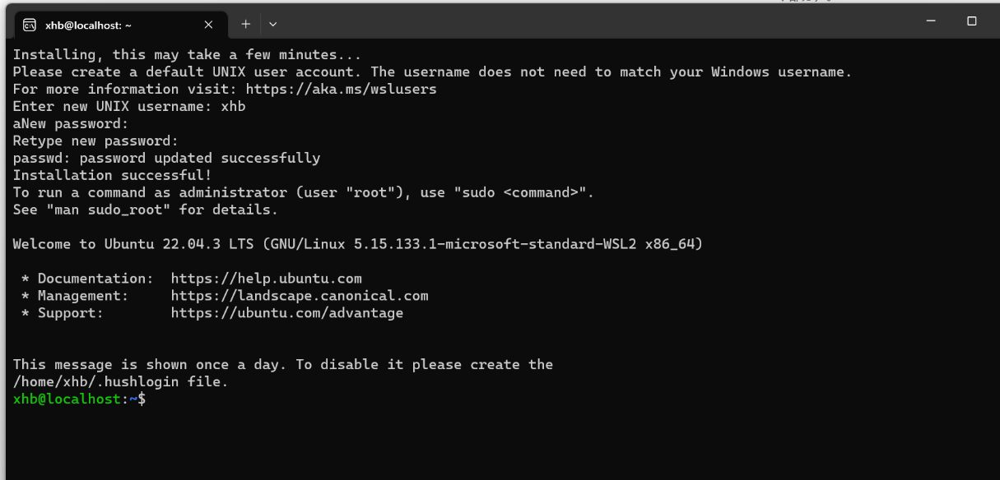 xhb@localhost: ~
Installing, this may take a few minutes...
Please create a default UNIX user account. The username does not need to match your Windows username.
For more information visit: https://aka.ms/wslusers
Enter new UNIX username: xhb
aNew password:
Retype new password:
passwd: password updated successfully
Installation successful!
To run a command as administrator (user "root"), use "sudo <command>".
See "man sudo_root" for details.
Welcome to Ubuntu 22.04.3 LTS (GNU/Linux 5.15.133.1-microsoft-standard-WSL2 x86_64)
* Documentation:  https://help.ubuntu.com
* Management:     https://landscape.canonical.com
* Support:        https://ubuntu.com/advantage
This message is shown once a day. To disable it please create the
/home/xhb/.hushlogin file.
xhb@localhost:~$